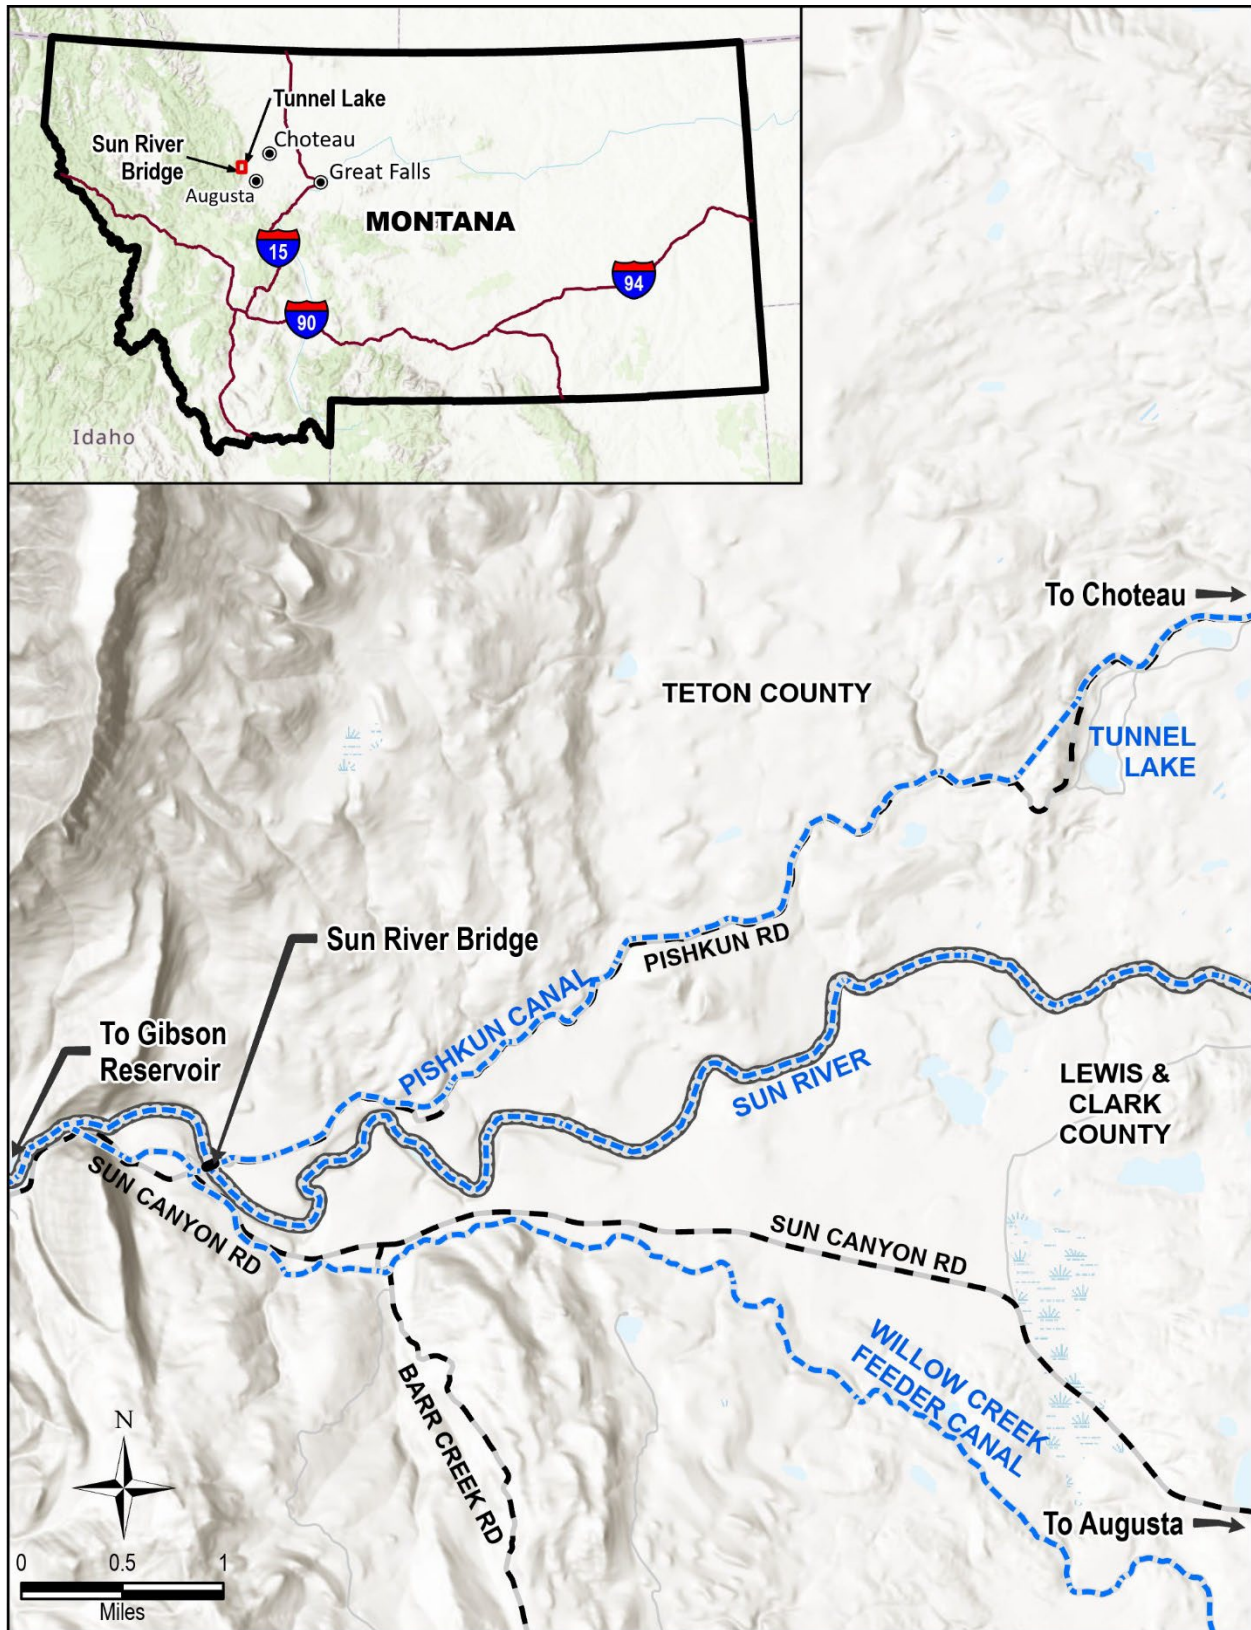 Tunnel Lake
Choteau
Sun River
Bridge
Great Falls
Augusta
MONTANA
15
94
90
Idaho
To Choteau
TETON COUNTY
TUNNEL
LAKE
PISHKUN RD
Sun River Bridge
PISHKUN CANAL
To Gibson
Reservoir
SUN RIVER
LEWIS &
CLARK
COUNTY
SUN CANYON RD
SUN CANYON RD
WILLOW CREEK
FEEDER CANAL
BARR CREEK RD
N
To Augusta
0 0.5 1
Miles